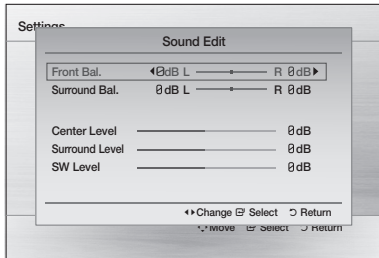 Settings
Sound Edit
Front Bal. 0dB L R 0dB
Surround Bal. 0dB L R 0dB
Center Level 0dB
Surround Level 0dB
SW Level 0dB
Change Select Return
Move Select Return